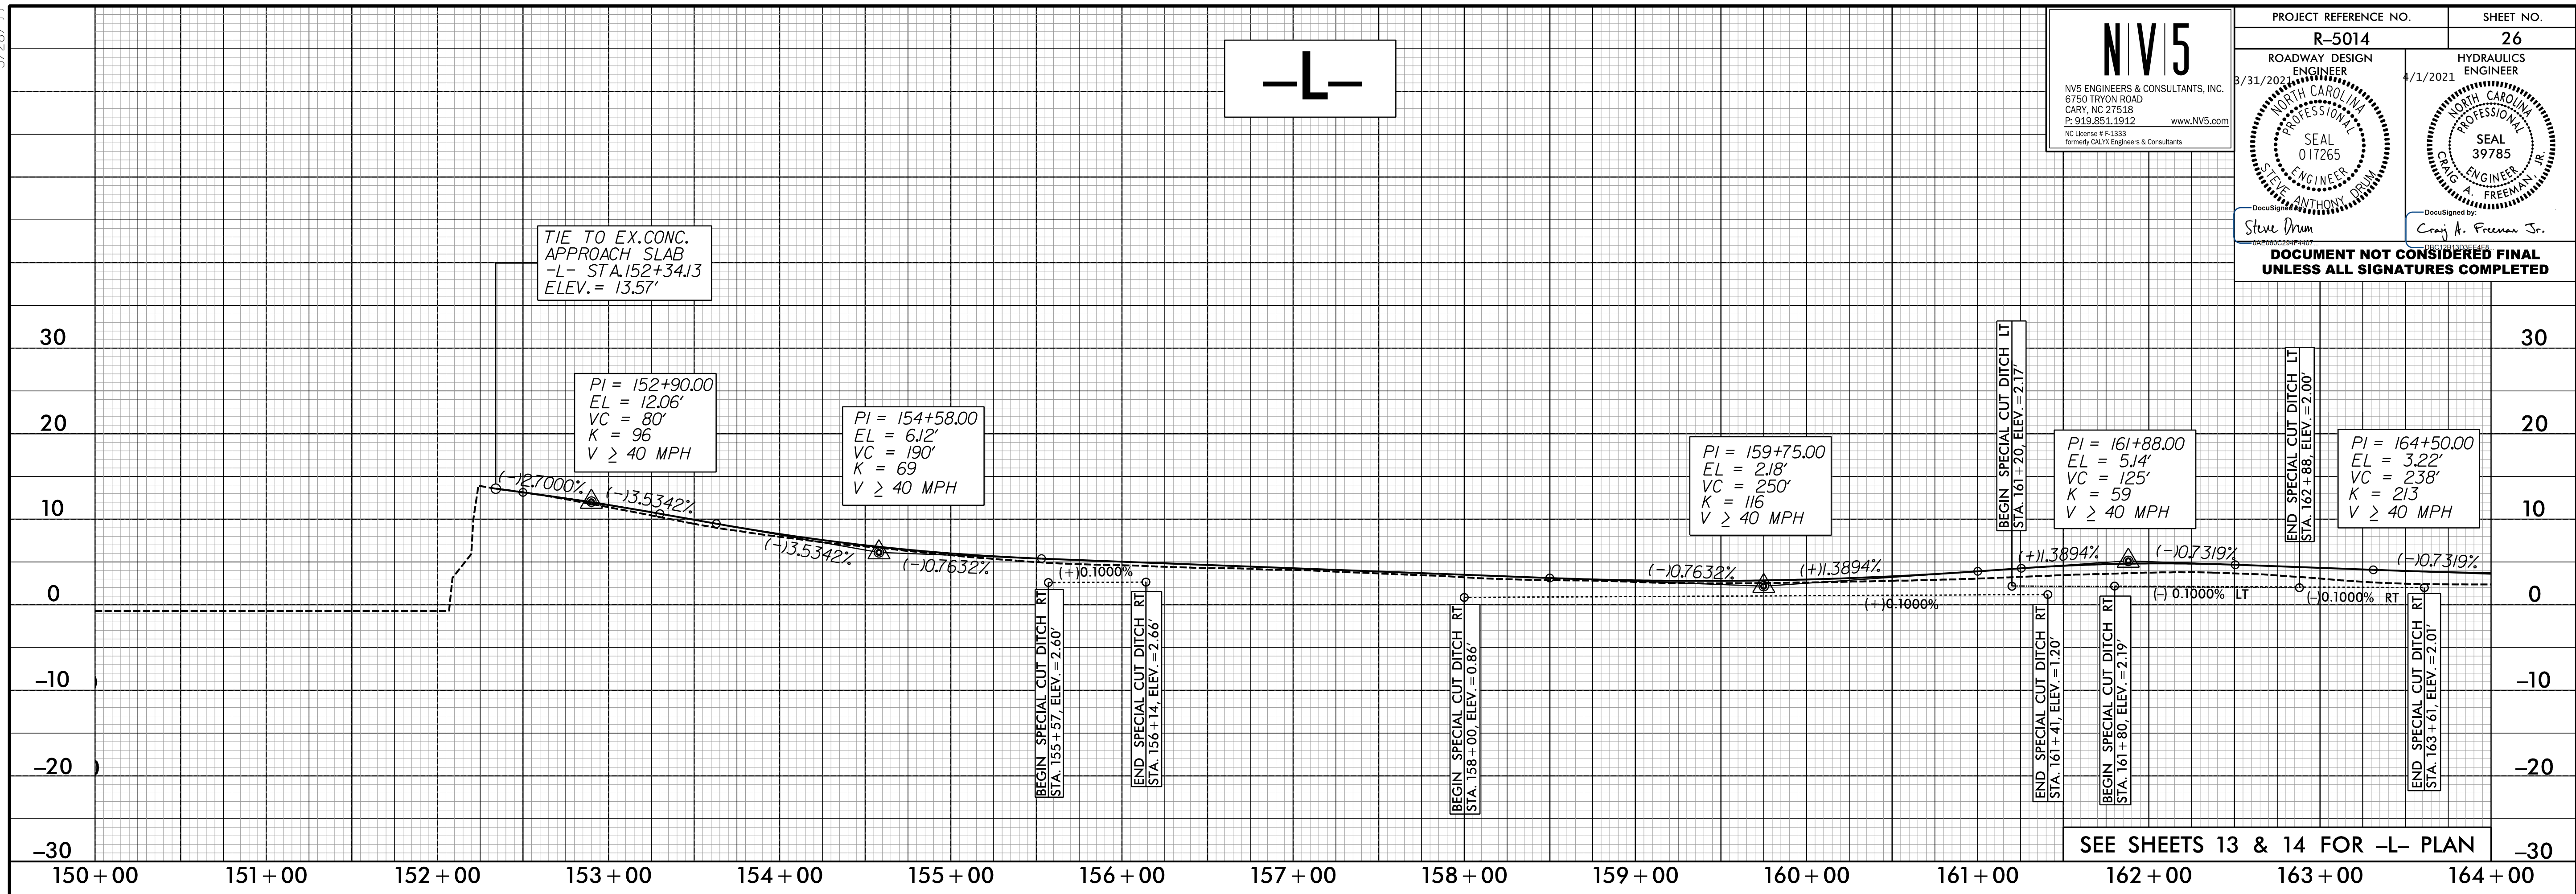 –L–
N|V|5
NV5 ENGINEERS & CONSULTANTS, INC.
6750 TRYON ROAD
CARY, NC 27518
P: 919.851.1912 www.NV5.com
NC License # F-1333
formerly CALYX Engineers & Consultants
PROJECT REFERENCE NO.
R–5014
SHEET NO.
26
ROADWAY DESIGN
ENGINEER
3/31/2021
NORTH CAROLINA
PROFESSIONAL
SEAL
017265
ENGINEER
STEVE ANTHONY DRUM
DocuSigned by:
Steve Drum
HYDRAULICS
ENGINEER
4/1/2021
NORTH CAROLINA
PROFESSIONAL
SEAL
39785
ENGINEER
CRAIG A. FREEMAN, JR.
DocuSigned by:
Craig A. Freeman Jr.
DOCUMENT NOT CONSIDERED FINAL
UNLESS ALL SIGNATURES COMPLETED
TIE TO EX.CONC.
APPROACH SLAB
-L- STA.152+34.13
ELEV.= 13.57'
PI = 152+90.00
EL = 12.06'
VC = 80'
K = 96
V ≥ 40 MPH
PI = 154+58.00
EL = 6.12'
VC = 190'
K = 69
V ≥ 40 MPH
PI = 159+75.00
EL = 2.18'
VC = 250'
K = 116
V ≥ 40 MPH
PI = 161+88.00
EL = 5.14'
VC = 125'
K = 59
V ≥ 40 MPH
PI = 164+50.00
EL = 3.22'
VC = 238'
K = 213
V ≥ 40 MPH
BEGIN SPECIAL CUT DITCH LT
STA. 161+20, ELEV.=2.17'
END SPECIAL CUT DITCH LT
STA. 162+88, ELEV.=2.00'
(-)2.7000%
(-)3.5342%
(-)3.5342%
(-)0.7632%
(-)0.7632%
(+)1.3894%
(+)1.3894%
(-)0.7319%
(-)0.7319%
(+)0.1000%
(+)0.1000%
(–) 0.1000% LT
(–)0.1000% RT
BEGIN SPECIAL CUT DITCH RT
STA. 155+57, ELEV.=2.60'
END SPECIAL CUT DITCH RT
STA. 156+14, ELEV.=2.66'
BEGIN SPECIAL CUT DITCH RT
STA. 158+00, ELEV.=0.86'
END SPECIAL CUT DITCH RT
STA. 161+41, ELEV.=1.20'
BEGIN SPECIAL CUT DITCH RT
STA. 161+80, ELEV.=2.19'
END SPECIAL CUT DITCH RT
STA. 163+61, ELEV.=2.01'
30
20
10
0
–10
–20
–30
30
20
10
0
–10
–20
–30
SEE SHEETS 13 & 14 FOR –L– PLAN
150+00 151+00 152+00 153+00 154+00 155+00 156+00 157+00 158+00 159+00 160+00 161+00 162+00 163+00 164+00